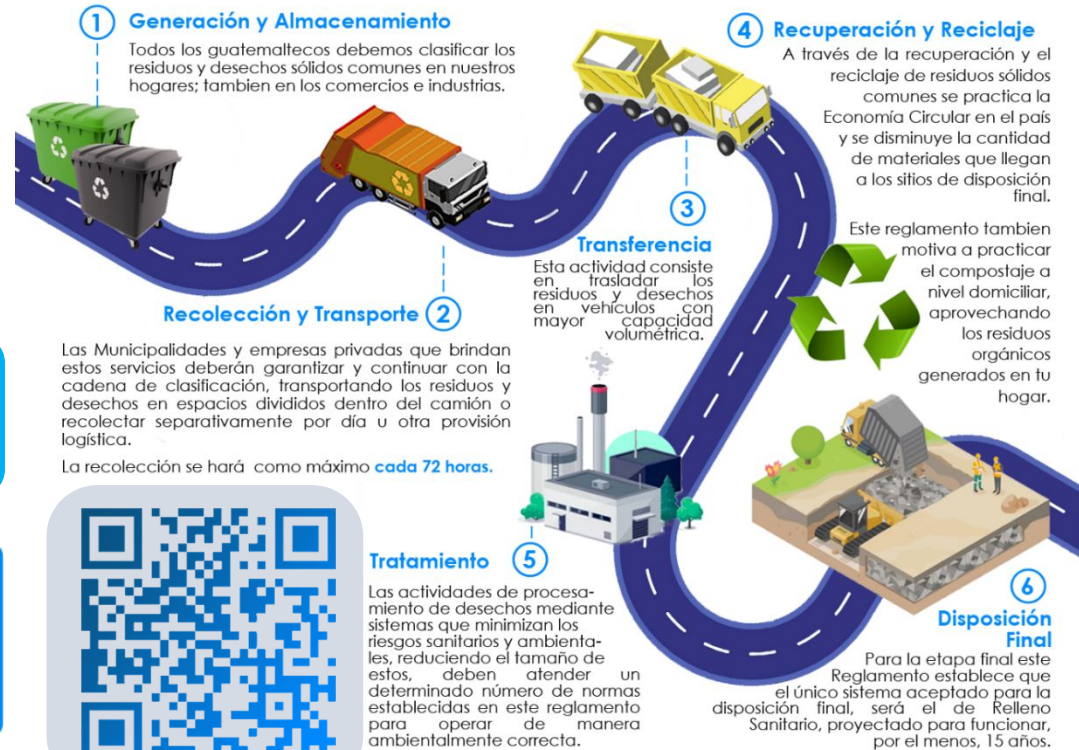 1 Generación y Almacenamiento
Todos los guatemaltecos debemos clasificar los
residuos y desechos sólidos comunes en nuestros
hogares; tambien en los comercios e industrias.
Recolección y Transporte 2
Las Municipalidades y empresas privadas que brindan
estos servicios deberán garantizar y continuar con la
cadena de clasificación, transportando los residuos y
desechos en espacios divididos dentro del camión o
recolectar separativamente por día u otra provisión
logística.
La recolección se hará como máximo cada 72 horas.
3
Transferencia
Esta actividad consiste
en trasladar los
residuos y desechos
en vehículos con
mayor capacidad
volumétrica.
4 Recuperación y Reciclaje
A través de la recuperación y el
reciclaje de residuos sólidos
comunes se practica la
Economía Circular en el país
y se disminuye la cantidad
de materiales que llegan
a los sitios de disposición
final.
Este reglamento tambien
motiva a practicar
el compostaje a
nivel domiciliar,
aprovechando
los residuos
orgánicos
generados en tu
hogar.
Tratamiento 5
Las actividades de procesa-
miento de desechos mediante
sistemas que minimizan los
riesgos sanitarios y ambienta-
les, reduciendo el tamaño de
estos, deben atender un
determinado número de normas
establecidas en este reglamento
para operar de manera
ambientalmente correcta.
6
Disposición
Final
Para la etapa final este
Reglamento establece que
el único sistema aceptado para la
disposición final, será el de Relleno
Sanitario, proyectado para funcionar,
por el menos, 15 años.